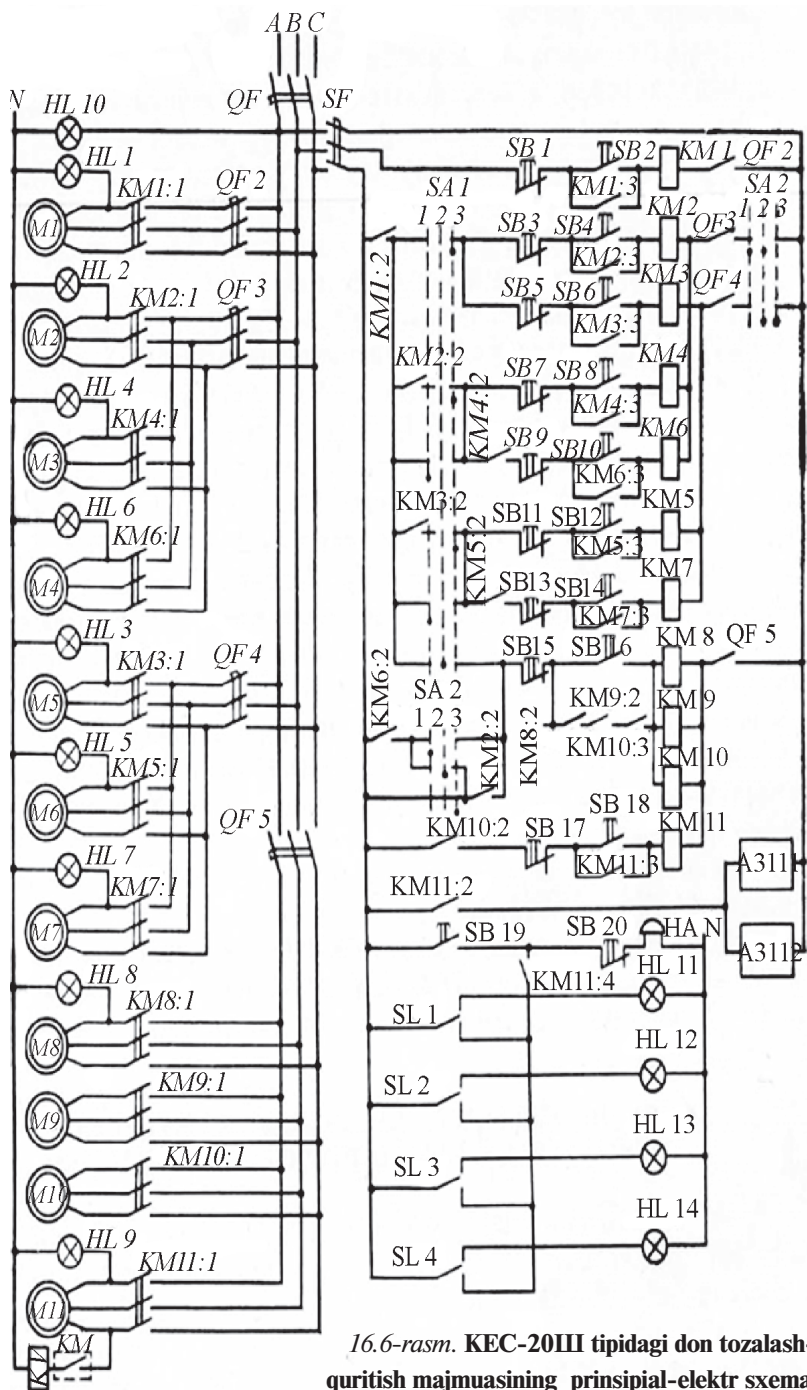 A B C
N
HL 10
QF
SF
HL 1
KM1:1
QF 2
M1
HL 2
KM2:1
QF 3
M2
HL 4
KM4:1
M3
HL 6
KM6:1
M4
HL 3
KM3:1
QF 4
M5
HL 5
KM5:1
M6
QF 5
HL 7
KM7:1
M7
HL 8
KM8:1
M8
KM9:1
M9
KM10:1
M10
HL 9
KM11:1
M11
KM
SB 1
SB2
KM 1
QF 2
KM1:3
SA 1
1 2 3
SB3
SB4
KM2
QF3
SA 2
1 2 3
KM2:3
KM1:2
SB5
SB6
KM3
QF 4
KM3:3
KM2:2
KM4:2
SB7
SB8
KM4
KM4:3
SB9
SB10
KM6
KM6:3
KM3:2
KM5:2
SB11
SB12
KM5
KM5:3
SB13
SB14
KM7
KM7:3
KM6:2
SB15
SB 6
KM 8
QF 5
SA 2
1 2 3
KM2:2
KM8:2
KM9:2
KM10:3
KM 9
KM 10
KM10:2
SB 17
SB 18
KM 11
KM11:3
KM11:2
A3111
SB 19
SB 20
HA N
A3112
KM11:4
HL 11
SL 1
HL 12
SL 2
HL 13
SL 3
HL 14
SL 4
16.6-rasm. KEC-20III tipidagi don tozalash-
quritish majmuasining prinsipial-elektr sxema